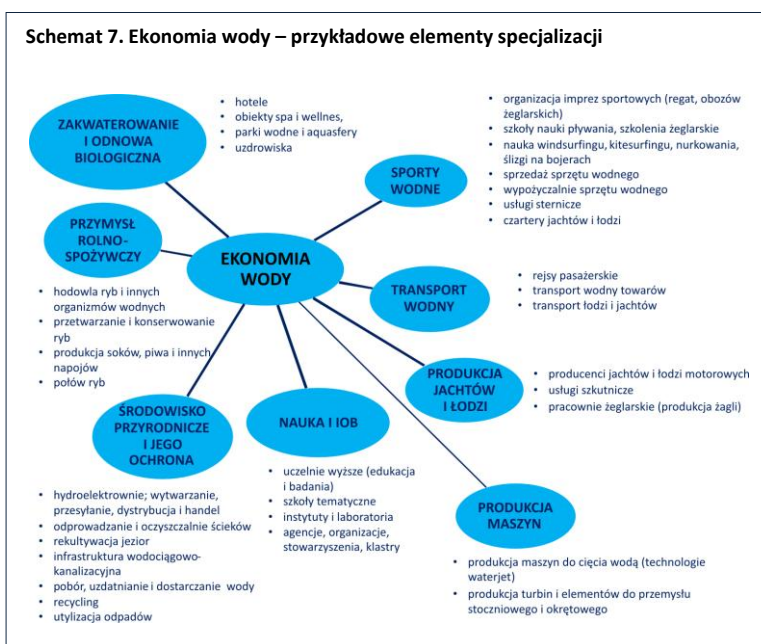 Schemat 7. Ekonomia wody – przykładowe elementy specjalizacji
ZAKWATEROWANIE
I ODNOWA
BIOLOGICZNA
• hotele
• obiekty spa i wellnes,
• parki wodne i aquasfery
• uzdrowiska
SPORTY
WODNE
• organizacja imprez sportowych (regat, obozów
żeglarskich)
• szkoły nauki pływania, szkolenia żeglarskie
• nauka windsurfingu, kitesurfingu, nurkowania,
ślizgi na bojerach
• sprzedaż sprzętu wodnego
• wypożyczalnie sprzętu wodnego
• usługi sternicze
• czartery jachtów i łodzi
PRZYMYSŁ
ROLNO-
SPOŻYWCZY
• hodowla ryb i innych
organizmów wodnych
• przetwarzanie i konserwowanie
ryb
• produkcja soków, piwa i innych
napojów
• połów ryb
EKONOMIA
WODY
TRANSPORT
WODNY
• rejsy pasażerskie
• transport wodny towarów
• transport łodzi i jachtów
PRODUKCJA
JACHTÓW
I ŁODZI
• producenci jachtów i łodzi motorowych
• usługi szkutnicze
• pracownie żeglarskie (produkcja żagli)
ŚRODOWISKO
PRZYRODNICZE
I JEGO
OCHRONA
• hydroelektrownie; wytwarzanie,
przesyłanie, dystrybucja i handel
• odprowadzanie i oczyszczalnie ścieków
• rekultywacja jezior
• infrastruktura wodociągowo-
kanalizacyjna
• pobór, uzdatnianie i dostarczanie wody
• recycling
• utylizacja odpadów
NAUKA I IOB
• uczelnie wyższe (edukacja
i badania)
• szkoły tematyczne
• instytuty i laboratoria
• agencje, organizacje,
stowarzyszenia, klastry
PRODUKCJA
MASZYN
• produkcja maszyn do cięcia wodą (technologie
waterjet)
• produkcja turbin i elementów do przemysłu
stoczniowego i okrętowego